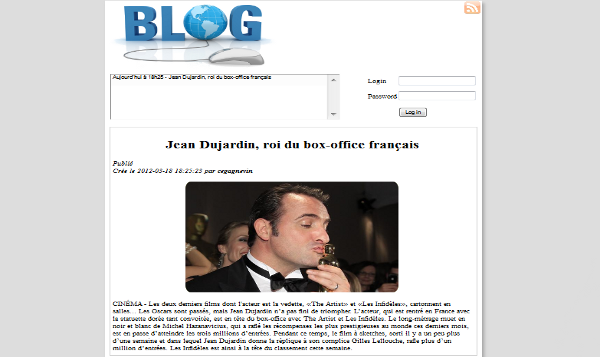 BLOG
Aujourd'hui à 18h25 - Jean Dujardin, roi du box-office français
Login
Password
Log in
Jean Dujardin, roi du box-office français
Publié
Crée le 2012-03-18 18:25:23 par cegagnevin
CINÉMA - Les deux derniers films dont l'acteur est la vedette, «The Artist» et «Les Infidèles», cartonnent en
salles... Les Oscars sont passés, mais Jean Dujardin n'a pas fini de triompher. L'acteur, qui est rentré en France avec
la statuette dorée tant convoitée, est en tête du box-office avec The Artist et Les Infidèles. Le long-métrage muet en
noir et blanc de Michel Hazanavicius, qui a raflé les récompenses les plus prestigieuses au monde ces derniers mois,
est en passe d'atteindre les trois millions d'entrées. Pendant ce temps, le film à sketches, sorti il y a un peu plus
d'une semaine et dans lequel Jean Dujardin donne la réplique à son complice Gilles Lellouche, rafle plus d'un
million d'entrées. Les Infidèles est ainsi à la tête du classement cette semaine.